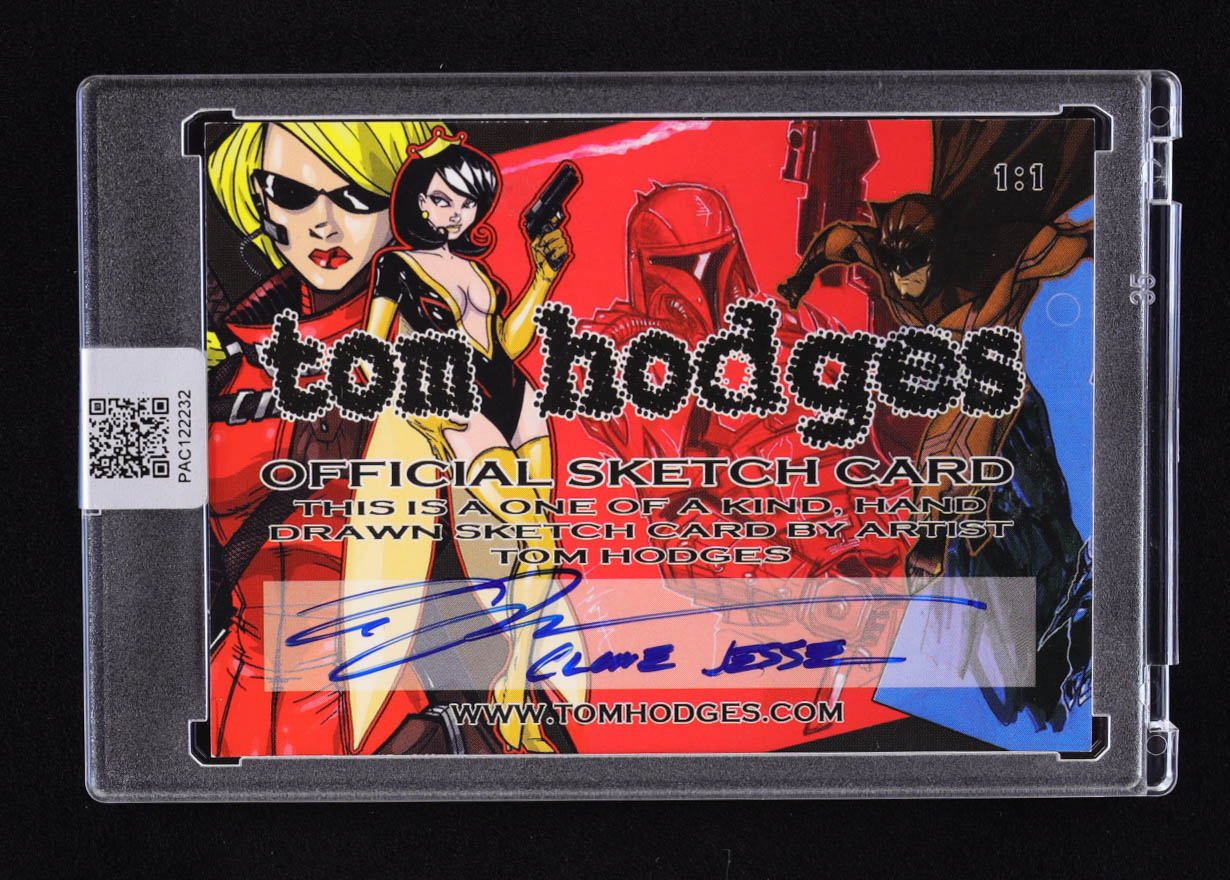 1:1
tom hodges
OFFICIAL SKETCH CARD
THIS IS A ONE OF A KIND, HAND
DRAWN SKETCH CARD BY ARTIST
TOM HODGES
CLONE JESSE
WWW.TOMHODGES.COM
PAC122232
35